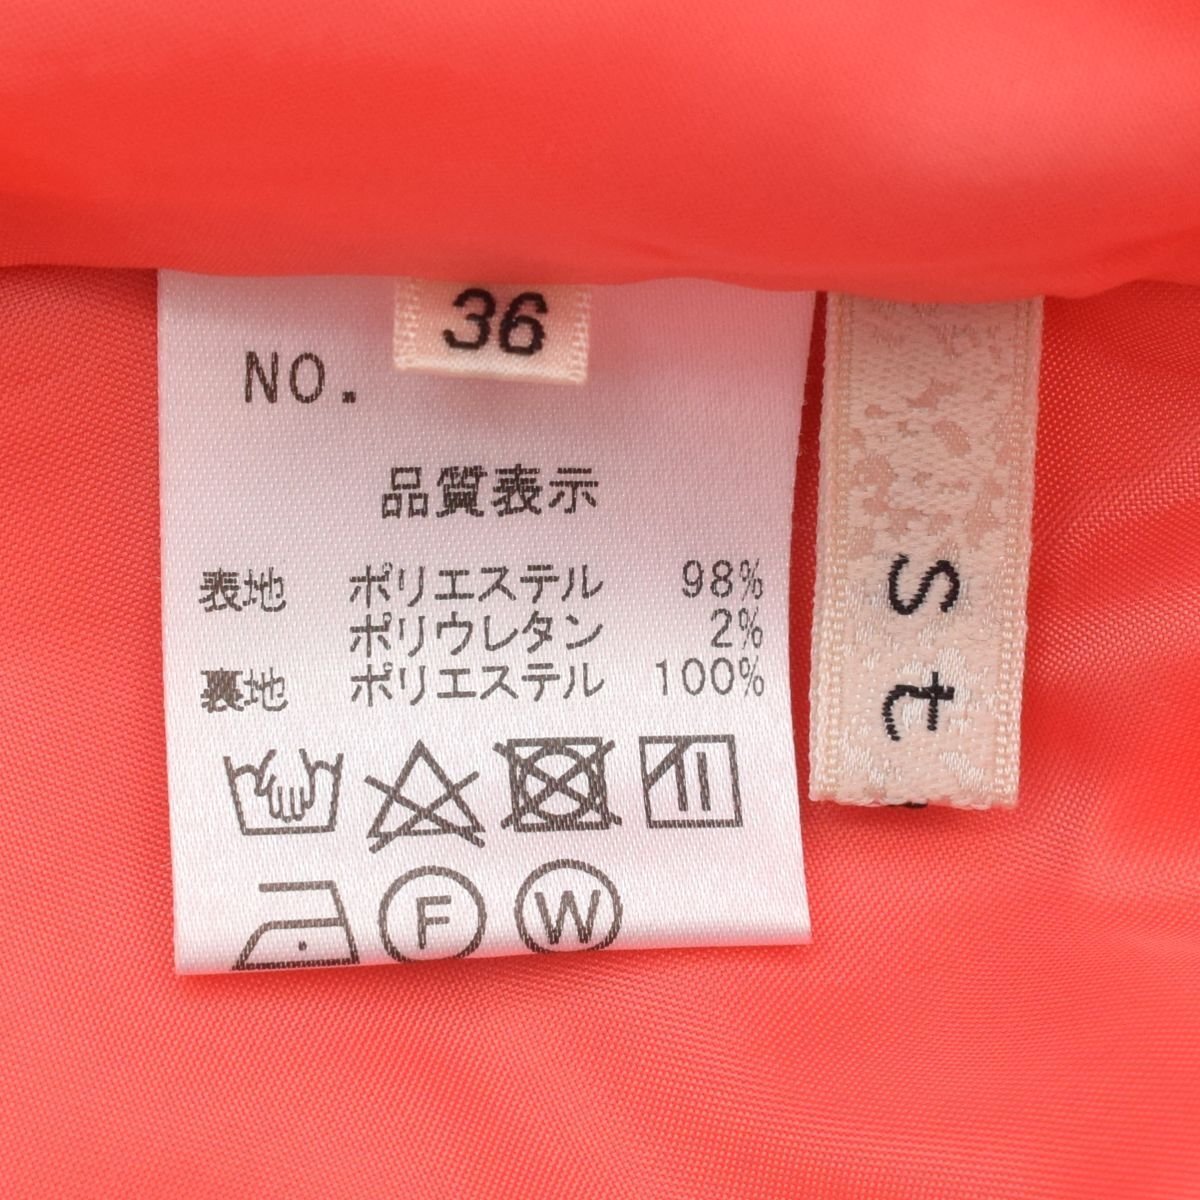 36
NO.
品質表示
表地 ポリエステル 98%
ポリウレタン 2%
裏地 ポリエステル 100%
F W
St